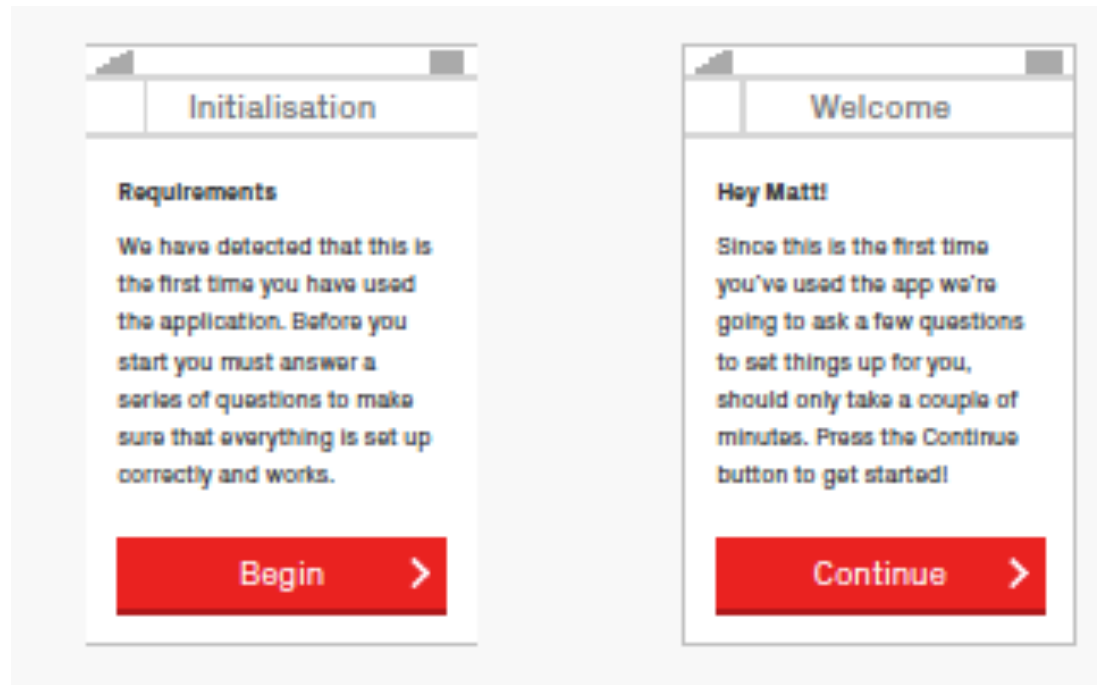 Initialisation
Requirements
We have detected that this is
the first time you have used
the application. Before you
start you must answer a
series of questions to make
sure that everything is set up
correctly and works.
Begin
Welcome
Hey Matt!
Since this is the first time
you've used the app we're
going to ask a few questions
to set things up for you,
should only take a couple of
minutes. Press the Continue
button to get started!
Continue